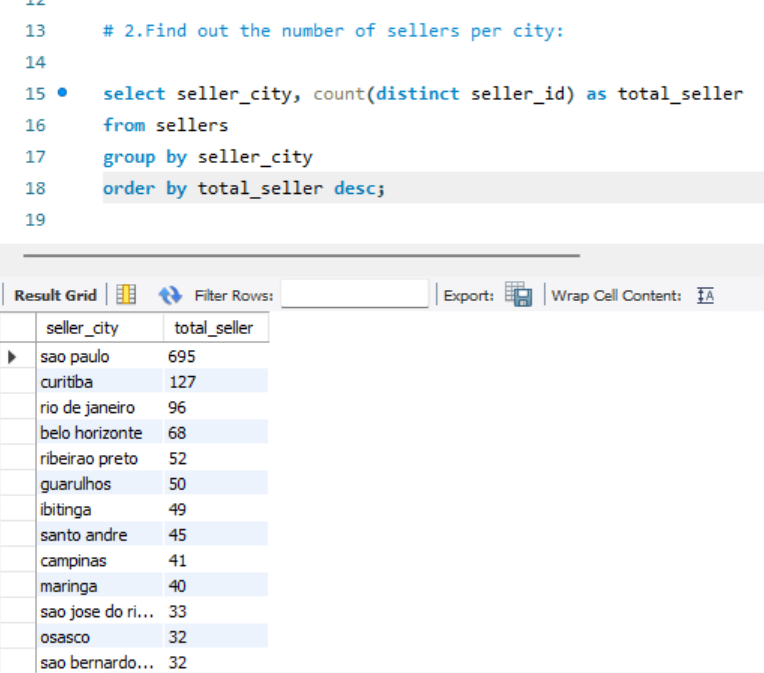 12
13 # 2.Find out the number of sellers per city:
14
15 select seller_city, count(distinct seller_id) as total_seller
16 from sellers
17 group by seller_city
18 order by total_seller desc;
19
Result Grid Filter Rows: Export: Wrap Cell Content: IA
seller_city total_seller
sao paulo 695
curitiba 127
rio de janeiro 96
belo horizonte 68
ribeirao preto 52
guarulhos 50
ibitinga 49
santo andre 45
campinas 41
maringa 40
sao jose do ri... 33
osasco 32
sao bernardo... 32